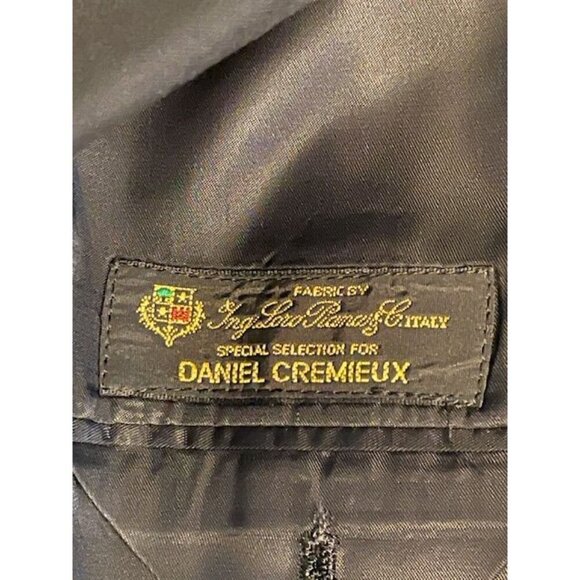 FABRIC BY
Ing. Loro Piana & C. ITALY
SPECIAL SELECTION FOR
DANIEL CREMIEUX